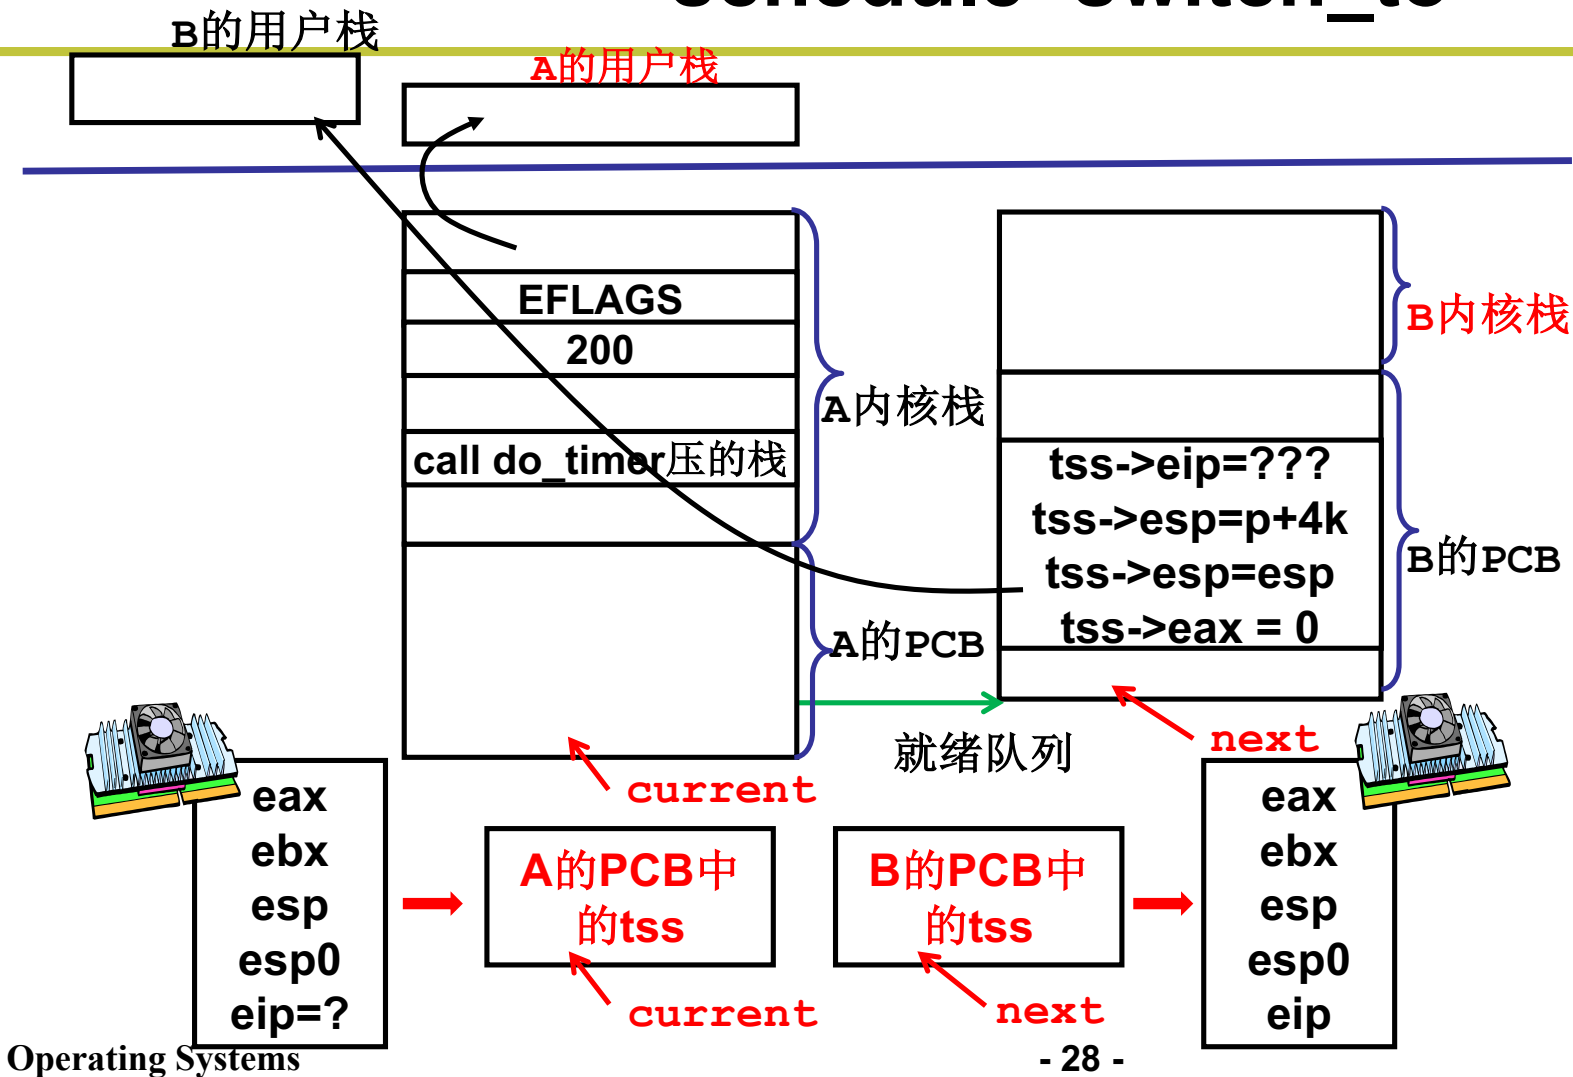 schedule switch_to
B的用户栈
A的用户栈
EFLAGS
200
A内核栈
call do_timer压的栈
A的PCB
B内核栈
tss->eip=???
tss->esp=p+4k
tss->esp=esp
tss->eax = 0
B的PCB
就绪队列
current
next
eax
ebx
esp
esp0
eip=?
A的PCB中
的tss
current
B的PCB中
的tss
next
eax
ebx
esp
esp0
eip
Operating Systems
- 28 -